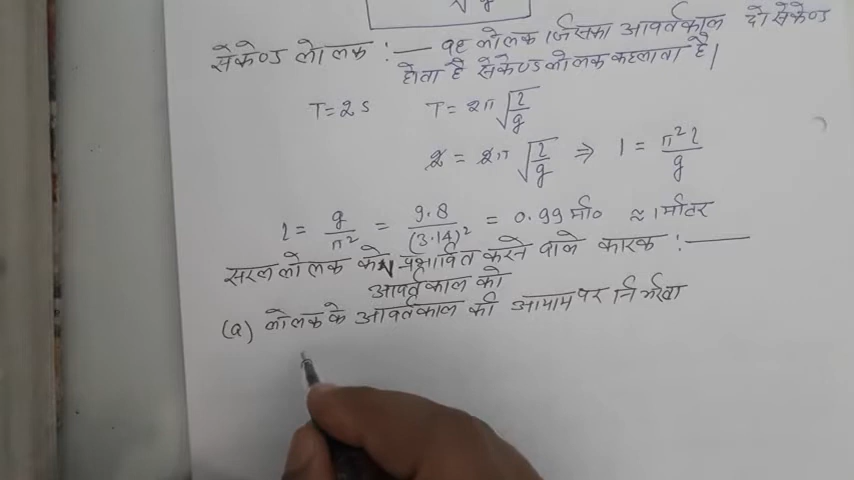 √g
सेकेण्ड लोलक :— वह लोलक जिसका आवर्तकाल दो सेकेण्ड
होता है सेकेण्ड लोलक कहलाता है।
T = 2 s T = 2π √(l/g)
2 = 2π √(l/g) ⇒ 1 = π²l/g
l = g/π² = 9.8/(3.14)² = 0.99 मी० ≈ 1 मीटर
सरल लोलक के प्रभावित करने वाले कारक :—
आवर्तकाल को
(a) लोलक के आवर्तकाल की आयाम पर निर्भरता